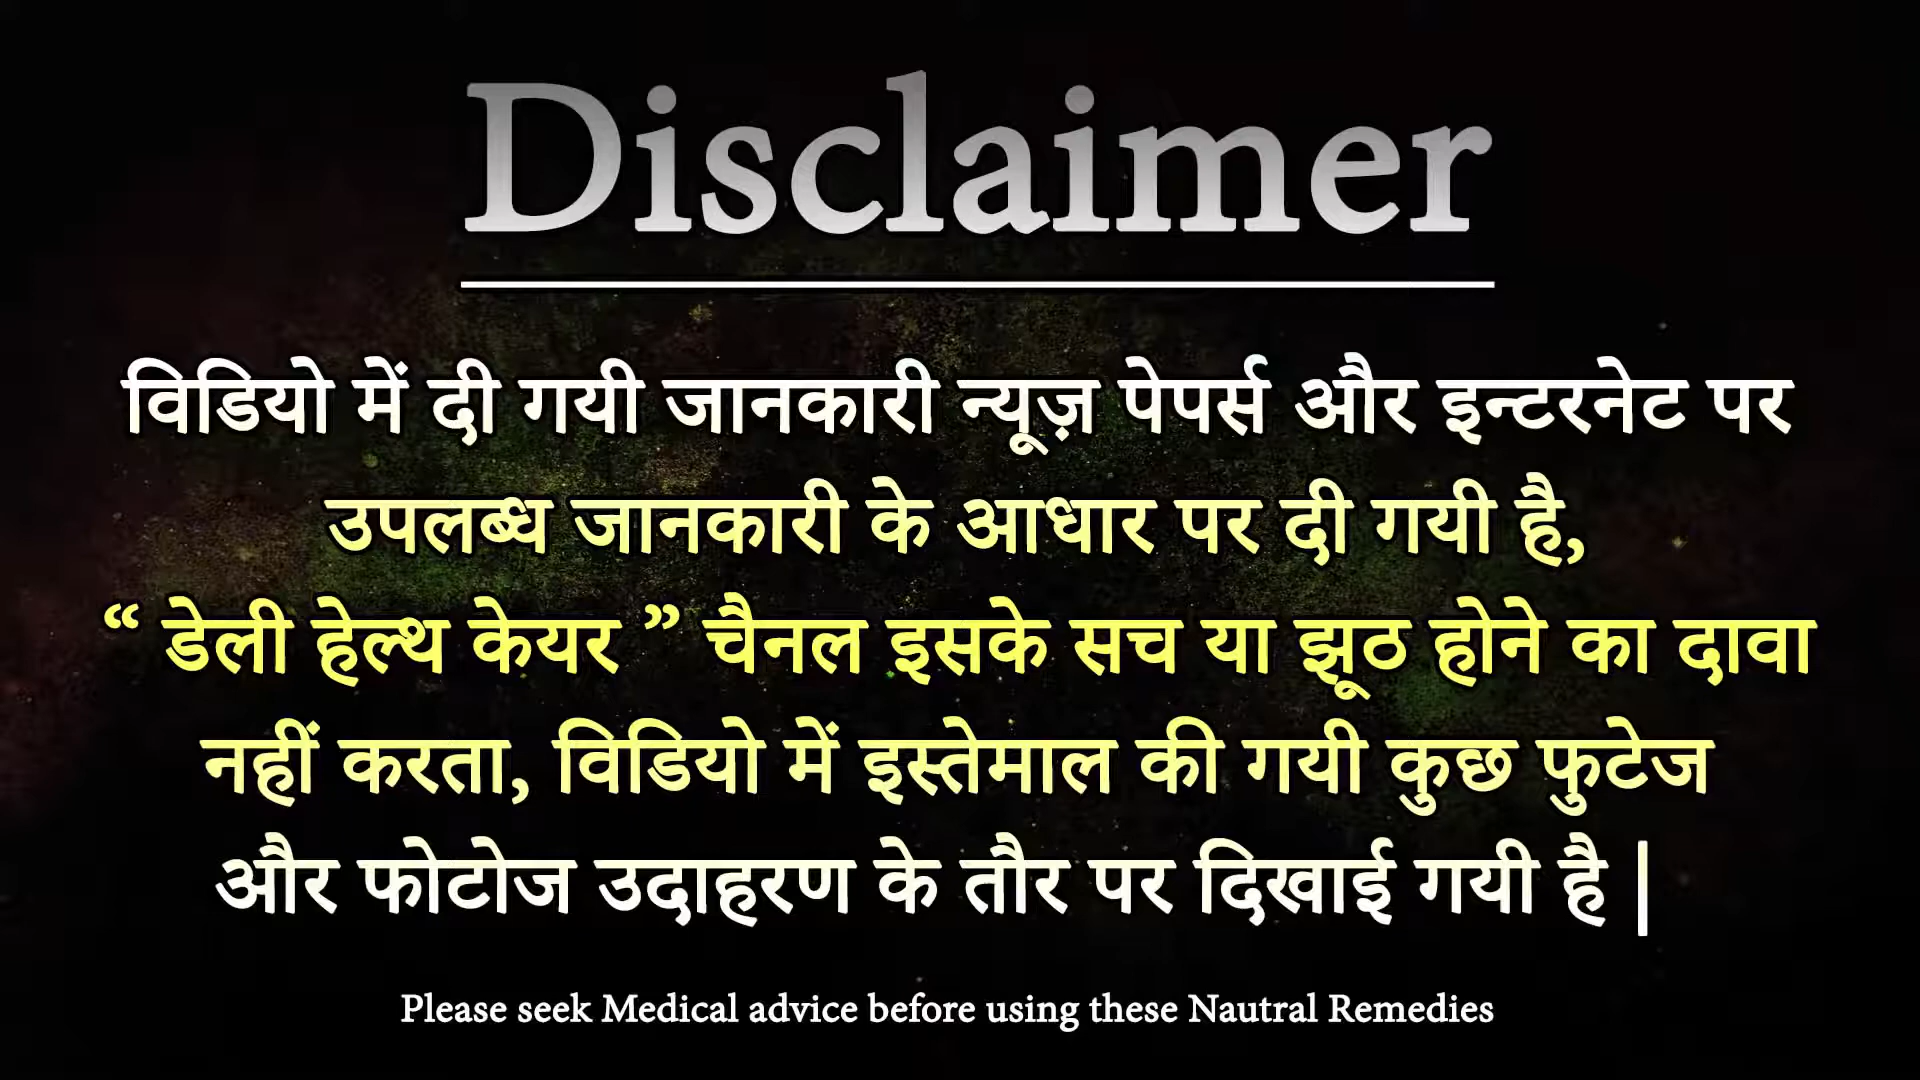 Disclaimer
विडियो में दी गयी जानकारी न्यूज़ पेपर्स और इन्टरनेट पर
उपलब्ध जानकारी के आधार पर दी गयी है,
“ डेली हेल्थ केयर ” चैनल इसके सच या झूठ होने का दावा
नहीं करता, विडियो में इस्तेमाल की गयी कुछ फुटेज
और फोटोज उदाहरण के तौर पर दिखाई गयी है |
Please seek Medical advice before using these Nautral Remedies